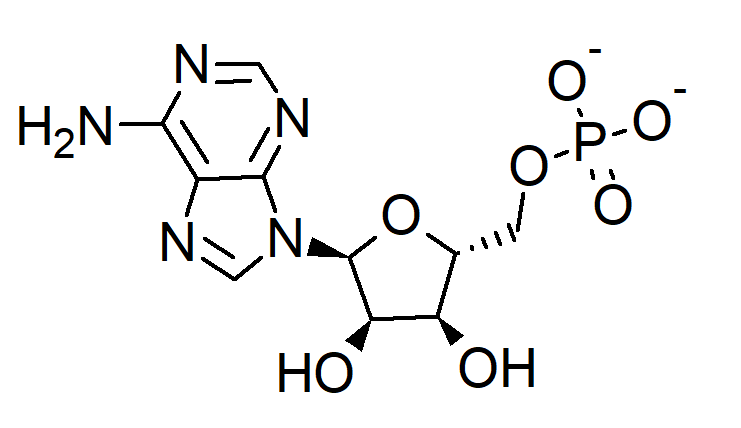 O-
N
P O-
H2N N
O
O
N N O
HO OH